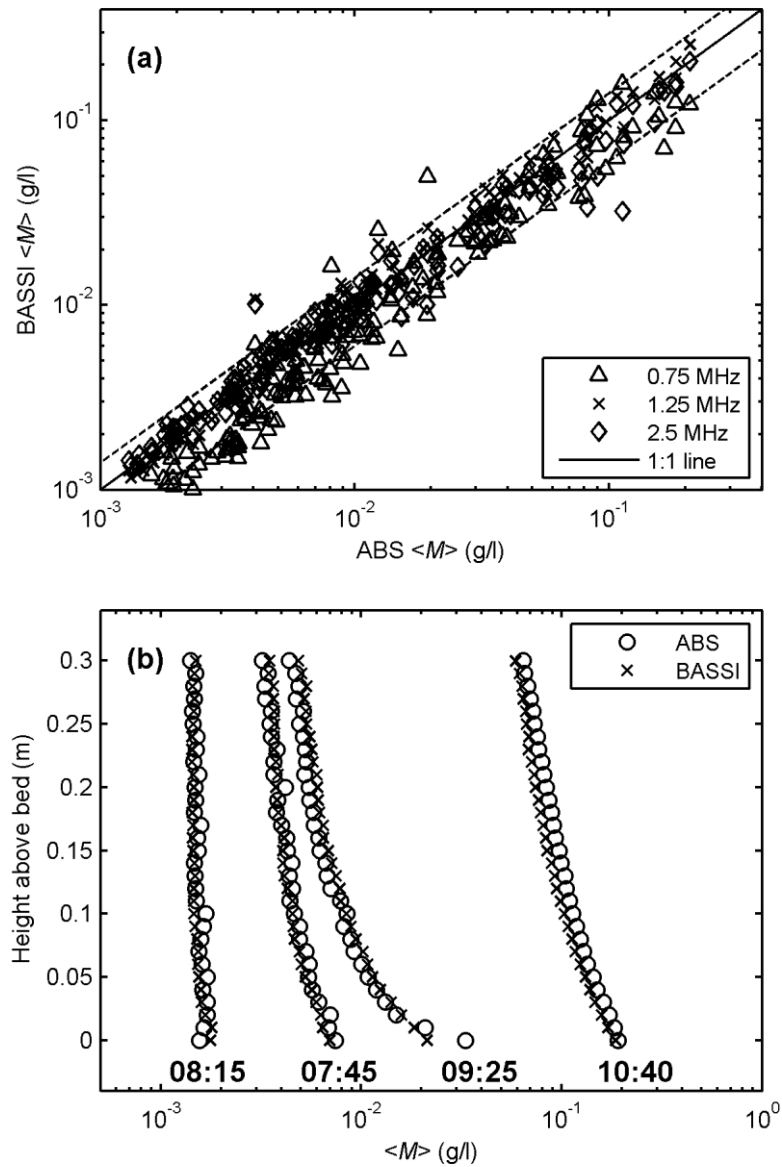 (a)
BASSI <M> (g/l)
10⁻¹
10⁻²
10⁻³
0.75 MHz
1.25 MHz
2.5 MHz
1:1 line
10⁻³ 10⁻² 10⁻¹
ABS <M> (g/l)
(b)
Height above bed (m)
0.3
0.25
0.2
0.15
0.1
0.05
0
ABS
BASSI
08:15 07:45 09:25 10:40
10⁻³ 10⁻² 10⁻¹ 10⁰
<M> (g/l)